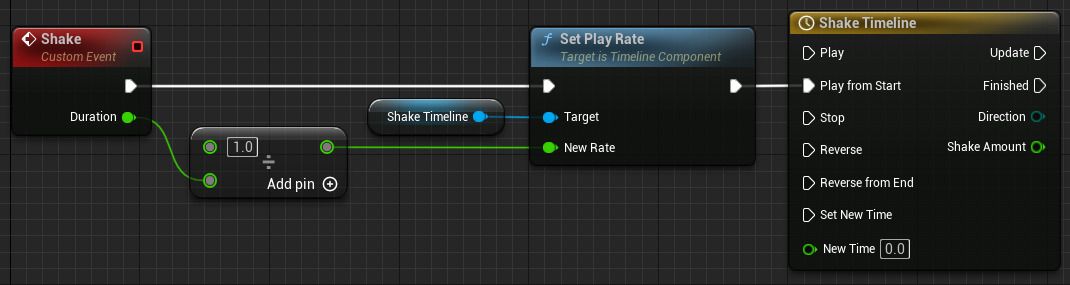 Shake
Custom Event
Duration
1.0
÷
Add pin
Shake Timeline
f Set Play Rate
Target is Timeline Component
Target
New Rate
Shake Timeline
Play Update
Play from Start Finished
Stop Direction
Reverse Shake Amount
Reverse from End
Set New Time
New Time 0.0